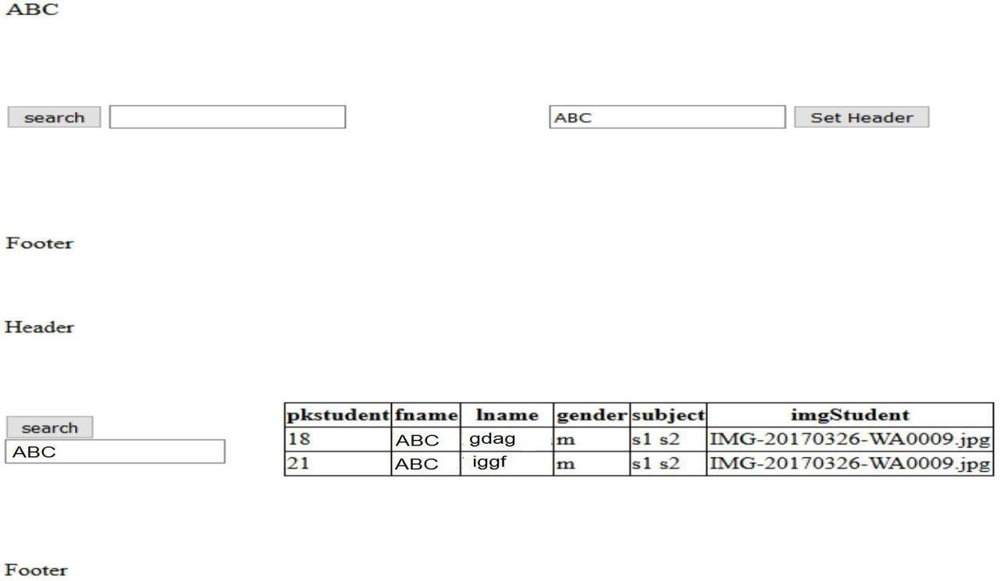 ABC
search ABC Set Header
Footer
Header
pkstudent fname lname gender subject imgStudent
search
18 ABC gdag m s1 s2 IMG-20170326-WA0009.jpg
ABC
21 ABC iggf m s1 s2 IMG-20170326-WA0009.jpg
Footer